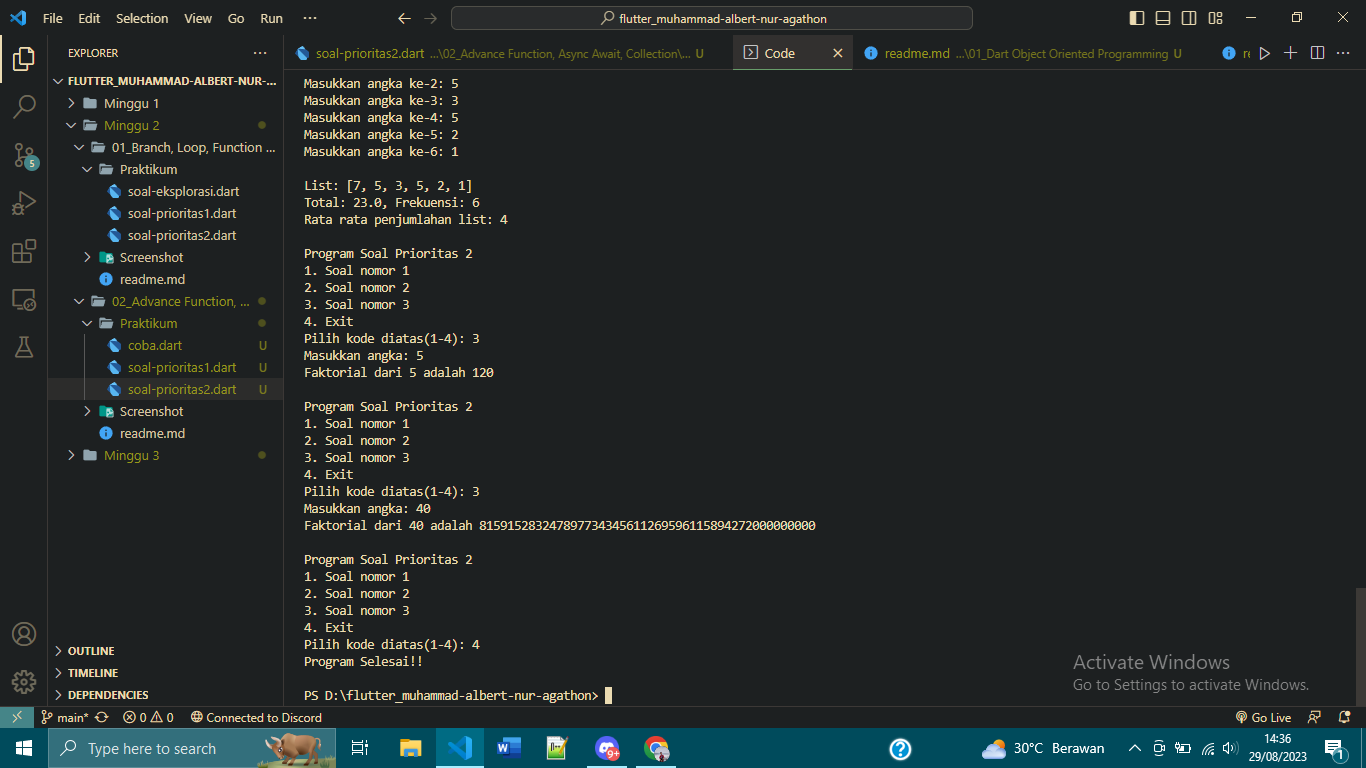 File Edit Selection View Go Run ···
flutter_muhammad-albert-nur-agathon
EXPLORER ···
FLUTTER_MUHAMMAD-ALBERT-NUR-...
Minggu 1
Minggu 2
01_Branch, Loop, Function ...
Praktikum
soal-eksplorasi.dart
soal-prioritas1.dart
soal-prioritas2.dart
Screenshot
readme.md
02_Advance Function, ...
Praktikum
coba.dart U
soal-prioritas1.dart U
soal-prioritas2.dart U
Screenshot
readme.md
Minggu 3
OUTLINE
TIMELINE
DEPENDENCIES
5
soal-prioritas2.dart ...\02_Advance Function, Async Await, Collection\... U
Code
readme.md ...\01_Dart Object Oriented Programming U
re
Masukkan angka ke-2: 5
Masukkan angka ke-3: 3
Masukkan angka ke-4: 5
Masukkan angka ke-5: 2
Masukkan angka ke-6: 1
List: [7, 5, 3, 5, 2, 1]
Total: 23.0, Frekuensi: 6
Rata rata penjumlahan list: 4
Program Soal Prioritas 2
1. Soal nomor 1
2. Soal nomor 2
3. Soal nomor 3
4. Exit
Pilih kode diatas(1-4): 3
Masukkan angka: 5
Faktorial dari 5 adalah 120
Program Soal Prioritas 2
1. Soal nomor 1
2. Soal nomor 2
3. Soal nomor 3
4. Exit
Pilih kode diatas(1-4): 3
Masukkan angka: 40
Faktorial dari 40 adalah 815915283247897734345611269596115894272000000000
Program Soal Prioritas 2
1. Soal nomor 1
2. Soal nomor 2
3. Soal nomor 3
4. Exit
Pilih kode diatas(1-4): 4
Program Selesai!!
PS D:\flutter_muhammad-albert-nur-agathon>
Activate Windows
Go to Settings to activate Windows.
main* 0 0 Connected to Discord Go Live
Type here to search
9+
30°C Berawan
14:36
29/08/2023
1